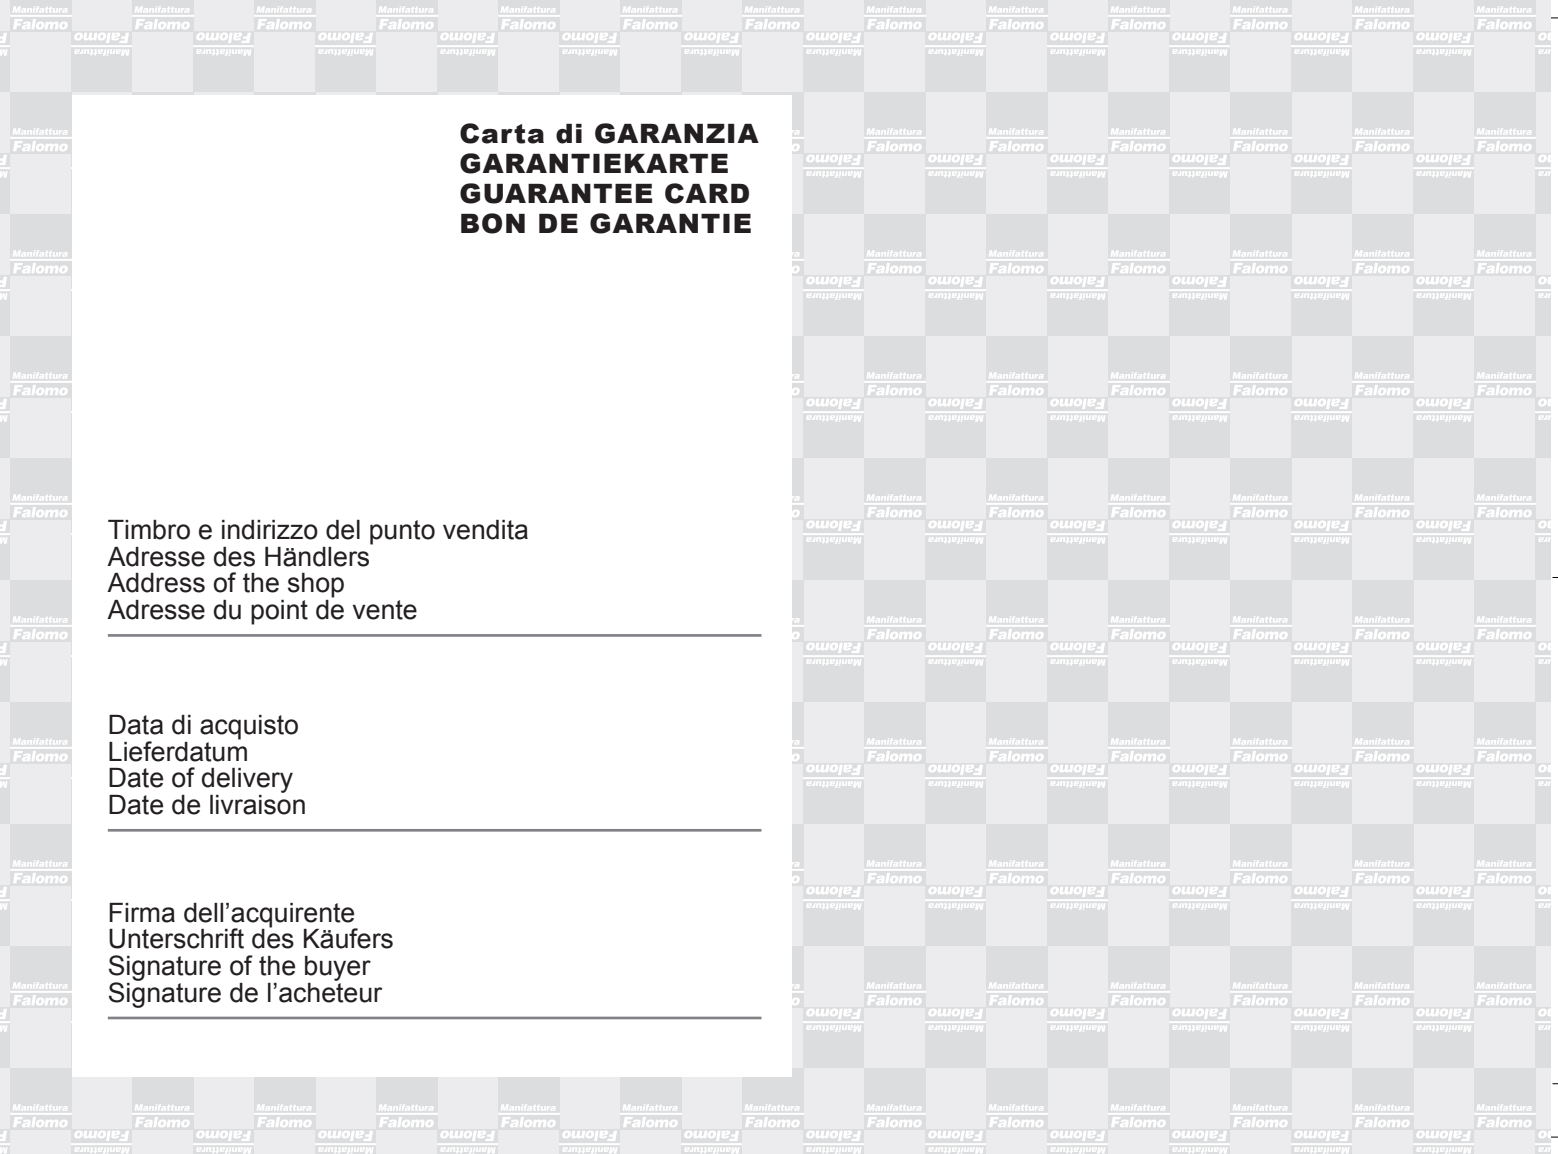 Carta di GARANZIA
GARANTIEKARTE
GUARANTEE CARD
BON DE GARANTIE
Timbro e indirizzo del punto vendita
Adresse des Händlers
Address of the shop
Adresse du point de vente
Data di acquisto
Lieferdatum
Date of delivery
Date de livraison
Firma dell’acquirente
Unterschrift des Käufers
Signature of the buyer
Signature de l’acheteur
Manifattura
Falomo